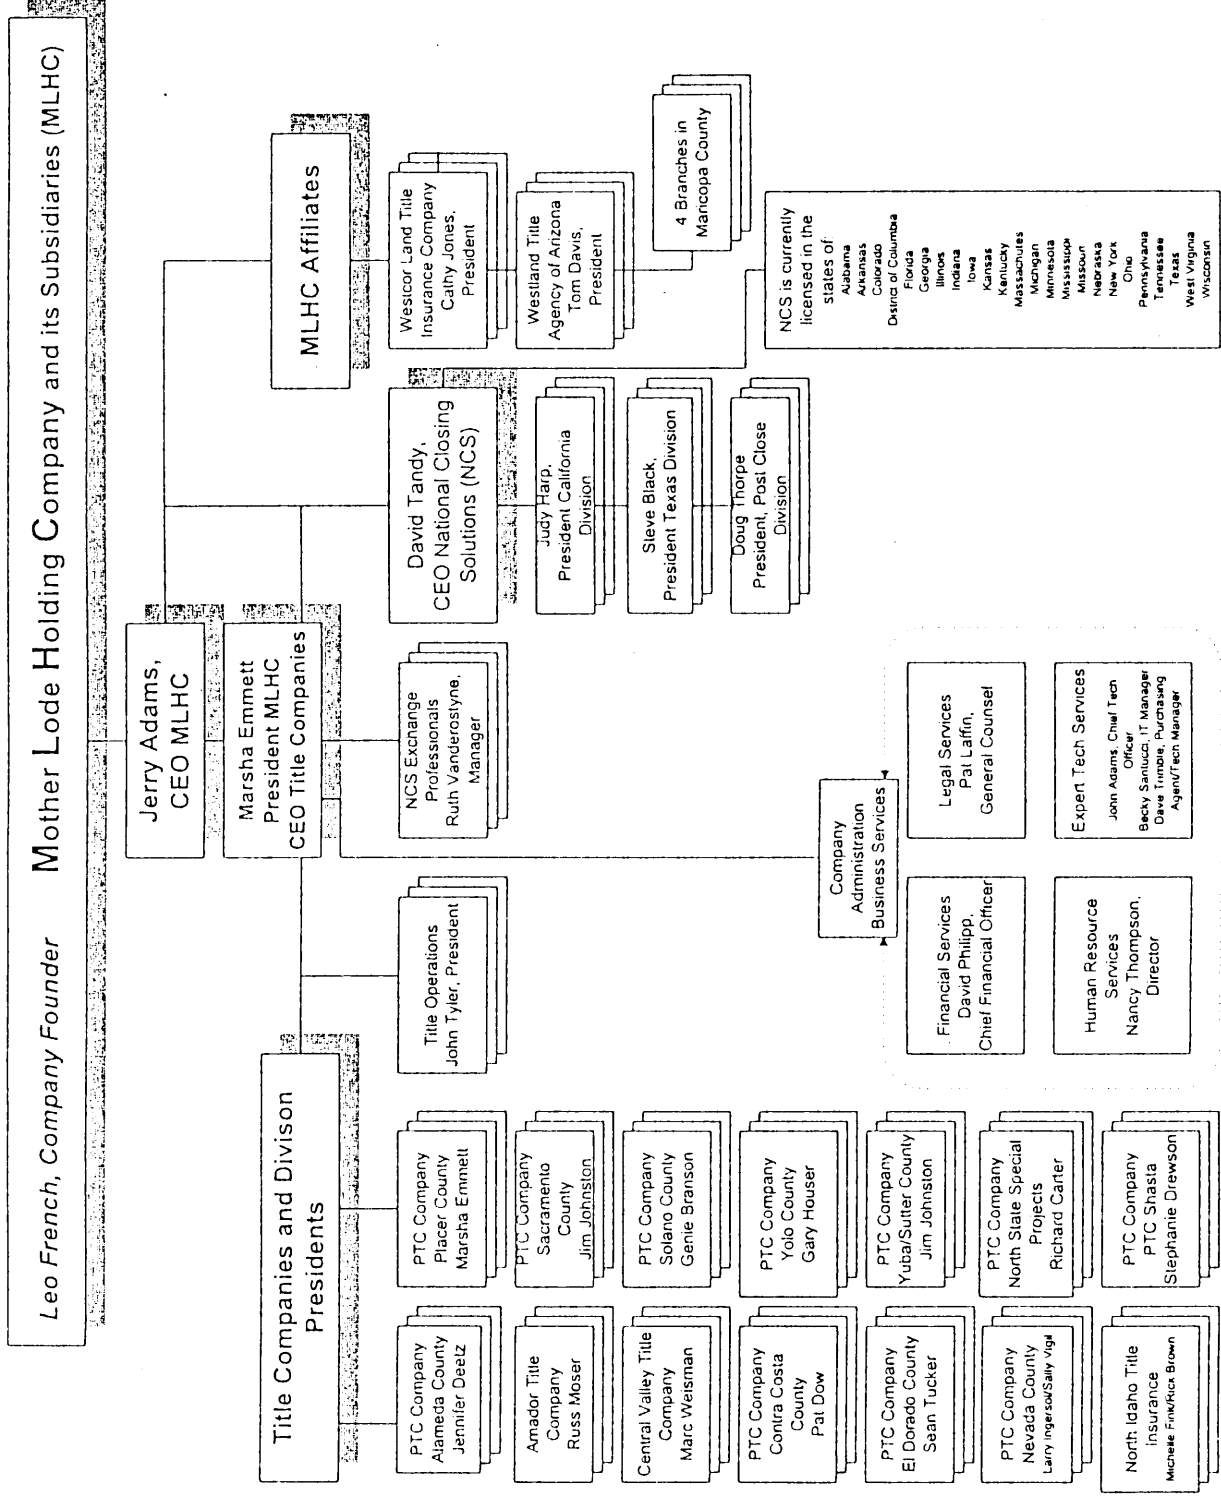 Leo French, Company Founder Mother Lode Holding Company and its Subsidiaries (MLHC)
Jerry Adams,
CEO MLHC
Marsha Emmett
President MLHC
CEO Title Companies
Title Companies and Divison
Presidents
MLHC Affiliates
PTC Company
Alameda County
Jennifer Deetz
Amador Title
Company
Russ Moser
Central Valley Title
Company
Marc Weisman
PTC Company
Contra Costa
County
Pat Dow
PTC Company
El Dorado County
Sean Tucker
PTC Company
Nevada County
Larry Ingersol/Sally Vigil
North Idaho Title
Insurance
Michelle Fink/Rick Brown
PTC Company
Placer County
Marsha Emmett
PTC Company
Sacramento
County
Jim Johnston
PTC Company
Solano County
Genie Branson
PTC Company
Yolo County
Gary Houser
PTC Company
Yuba/Sutter County
Jim Johnston
PTC Company
North State Special
Projects
Richard Carter
PTC Company
PTC Shasta
Stephanie Drewson
Title Operations
John Tyler, President
NCS Exchange
Professionals
Ruth Vanderostyne,
Manager
Company
Administration
Business Services
Financial Services
David Philipp,
Chief Financial Officer
Legal Services
Pat Laffin,
General Counsel
Human Resource
Services
Nancy Thompson,
Director
Expert Tech Services
John Adams, Chief Tech
Officer
Becky Santucci, IT Manager
Dave Trimble, Purchasing
Agent/Tech Manager
David Tandy,
CEO National Closing
Solutions (NCS)
Judy Harp,
President California
Division
Steve Black,
President Texas Division
Doug Thorpe
President, Post Close
Division
Westcor Land Title
Insurance Company
Cathy Jones,
President
Westland Title
Agency of Arizona
Tom Davis,
President
4 Branches in
Maricopa County
NCS is currently
licensed in the
states of:
Alabama
Arkansas
Colorado
District of Columbia
Florida
Georgia
Illinois
Indiana
Iowa
Kansas
Kentucky
Massachutes
Michigan
Minnesota
Mississippi
Missouri
Nebraska
New York
Ohio
Pennsylvania
Tennessee
Texas
West Virginia
Wisconsin